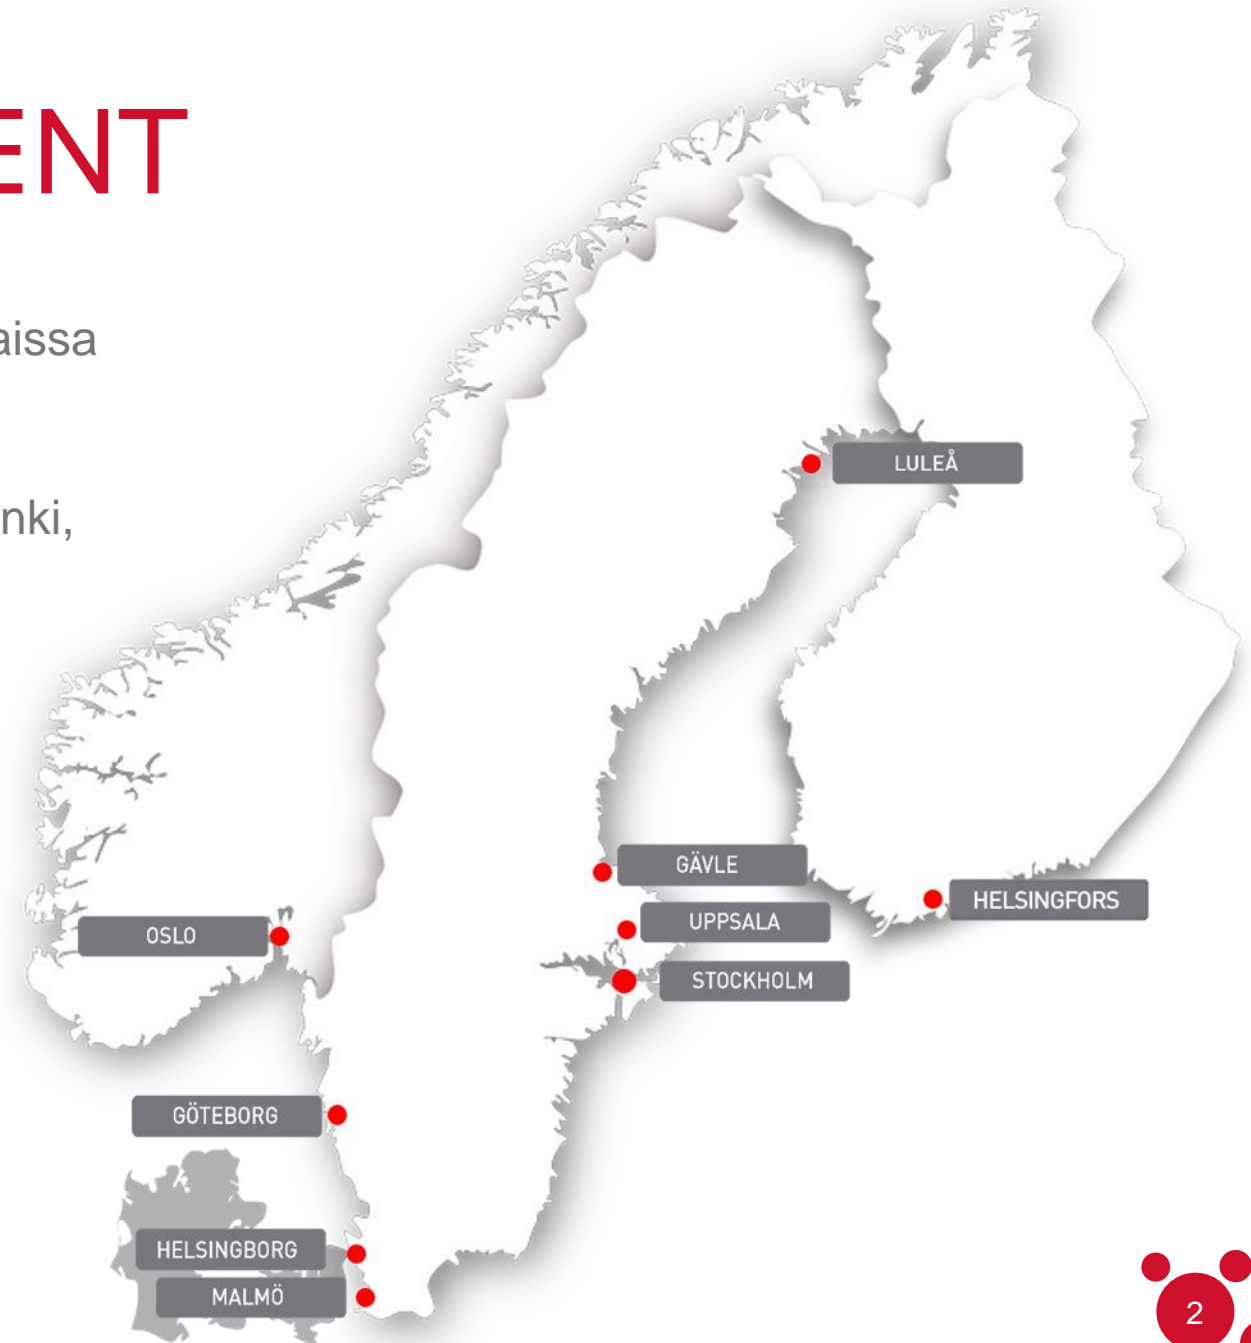 ENT
aissa
nki,
LULEÅ
GÄVLE
HELSINGFORS
UPPSALA
OSLO
STOCKHOLM
GÖTEBORG
HELSINGBORG
MALMÖ
2